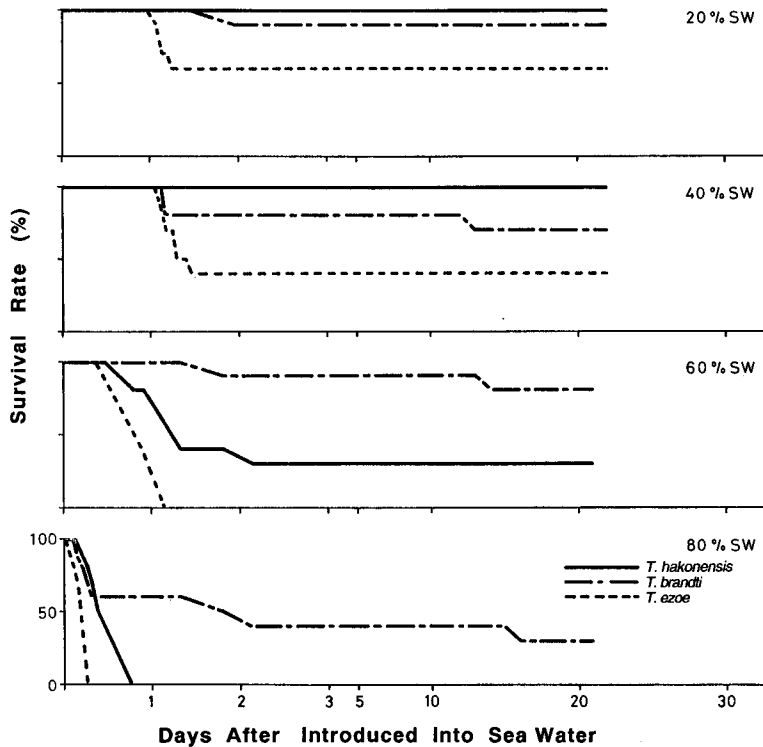 20 % SW
40 % SW
60 % SW
80 % SW
Survival Rate (%)
100
50
0
T. hakonensis
T. brandti
T. ezoe
1 2 3 5 10 20 30
Days After Introduced Into Sea Water